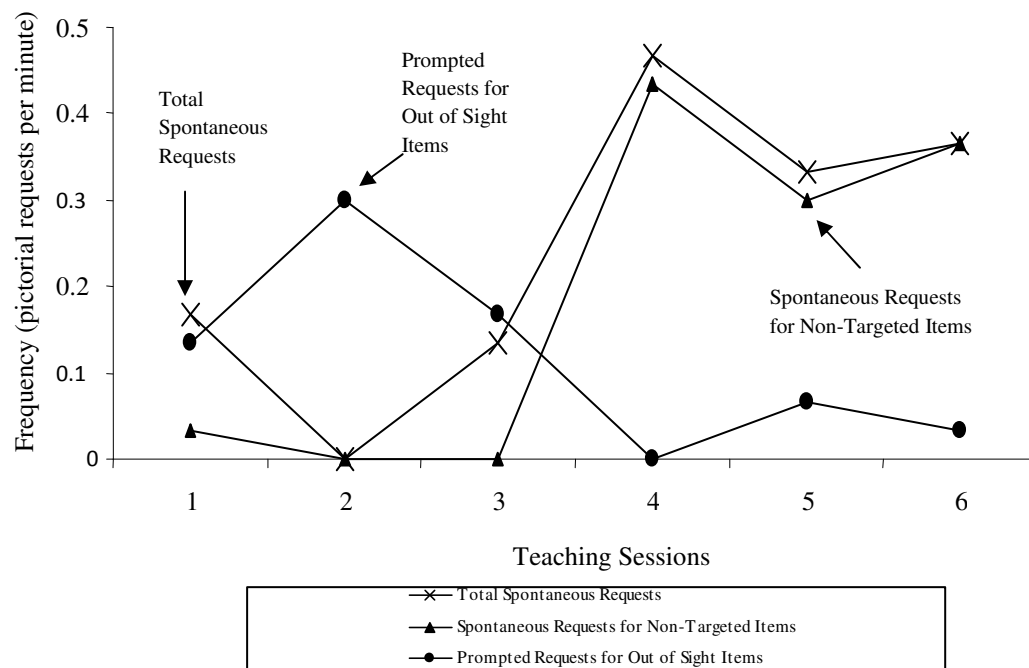 Frequency (pictorial requests per minute)
0.5
0.4
0.3
0.2
0.1
0
Total
Spontaneous
Requests
Prompted
Requests for
Out of Sight
Items
Spontaneous Requests
for Non-Targeted Items
1 2 3 4 5 6
Teaching Sessions
Total Spontaneous Requests
Spontaneous Requests for Non-Targeted Items
Prompted Requests for Out of Sight Items